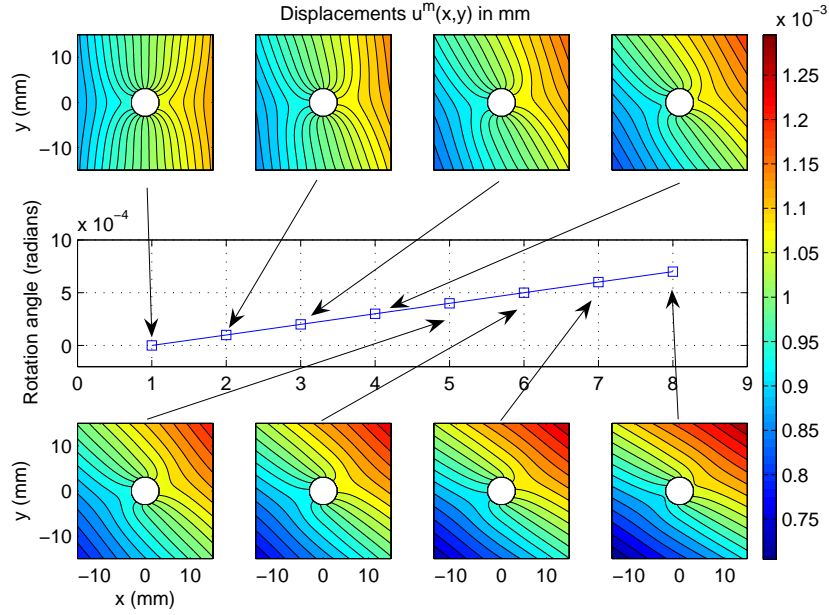 Displacements u^m(x,y) in mm
x 10^−3
y (mm)
10
0
−10
1.25
1.2
1.15
1.1
1.05
1
0.95
0.9
0.85
0.8
0.75
x 10^−4
Rotation angle (radians)
10
5
0
0 1 2 3 4 5 6 7 8 9
y (mm)
10
0
−10
−10 0 10 −10 0 10 −10 0 10 −10 0 10
x (mm)